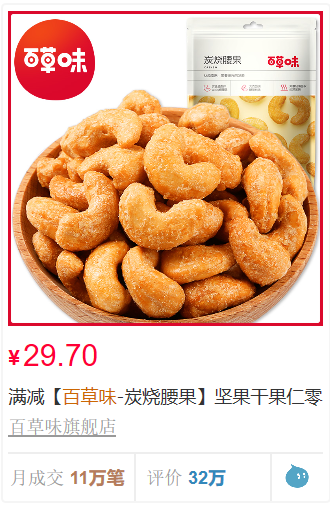 百草味
炭烧腰果
百草味
¥29.70
满减【百草味-炭烧腰果】坚果干果仁零
百草味旗舰店
月成交 11万笔
评价 32万